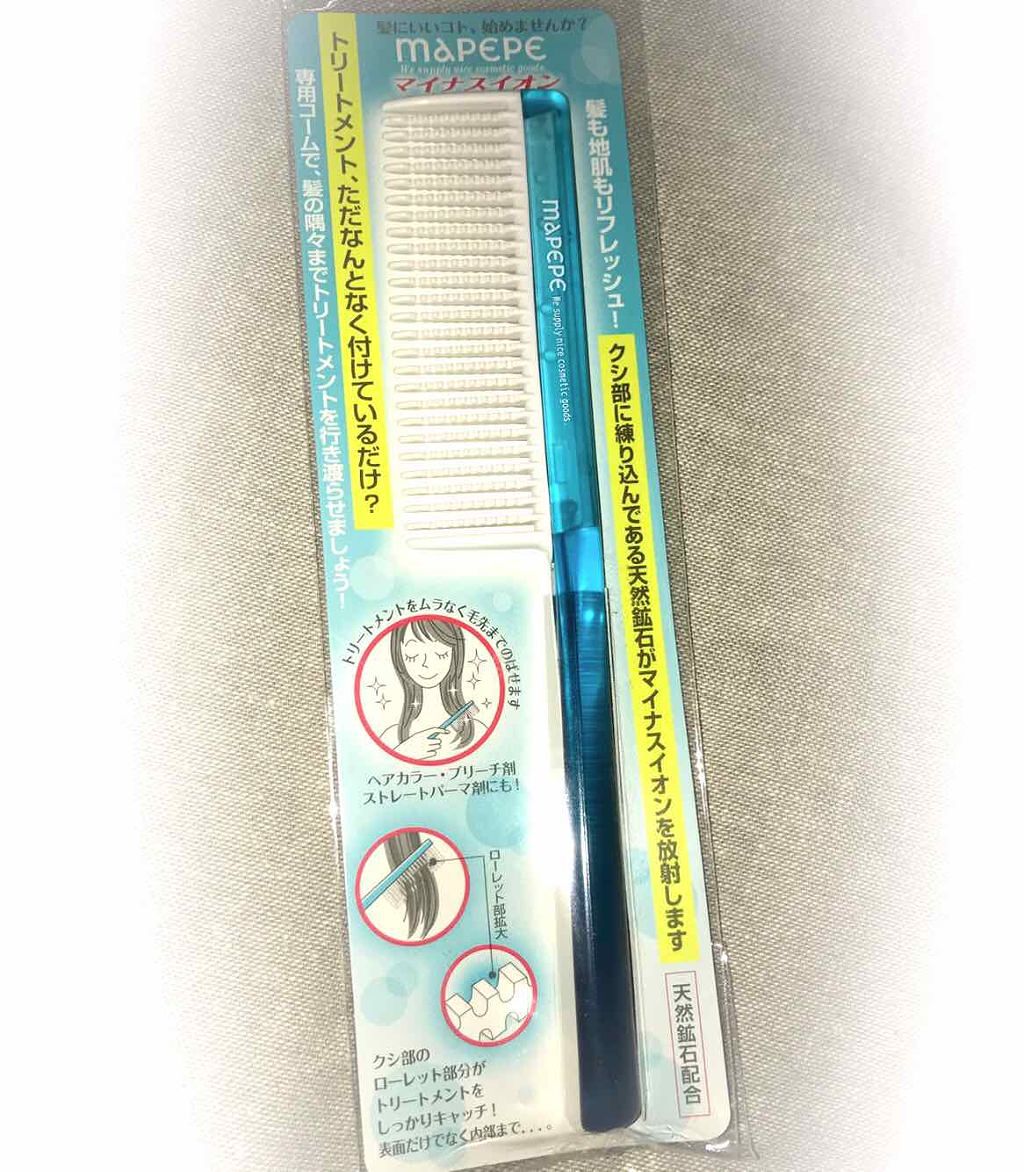 髪にいいコト、始めませんか?
mAPEPE
We supply nice cosmetic goods.
マイナスイオン
髪も地肌もリフレッシュ!
クシ部に練り込んである天然鉱石がマイナスイオンを放射します
天然鉱石配合
トリートメント、ただなんとなく付けているだけ?
専用コームで、髪の隅々までトリートメントを行き渡らせましょう!
mAPEPE We supply nice cosmetic goods.
トリートメントをムラなく毛先までのばせます
ヘアカラー・ブリーチ剤
ストレートパーマ剤にも!
ローレット部拡大
クシ部の
ローレット部分が
トリートメントを
しっかりキャッチ!
表面だけでなく内部まで...。